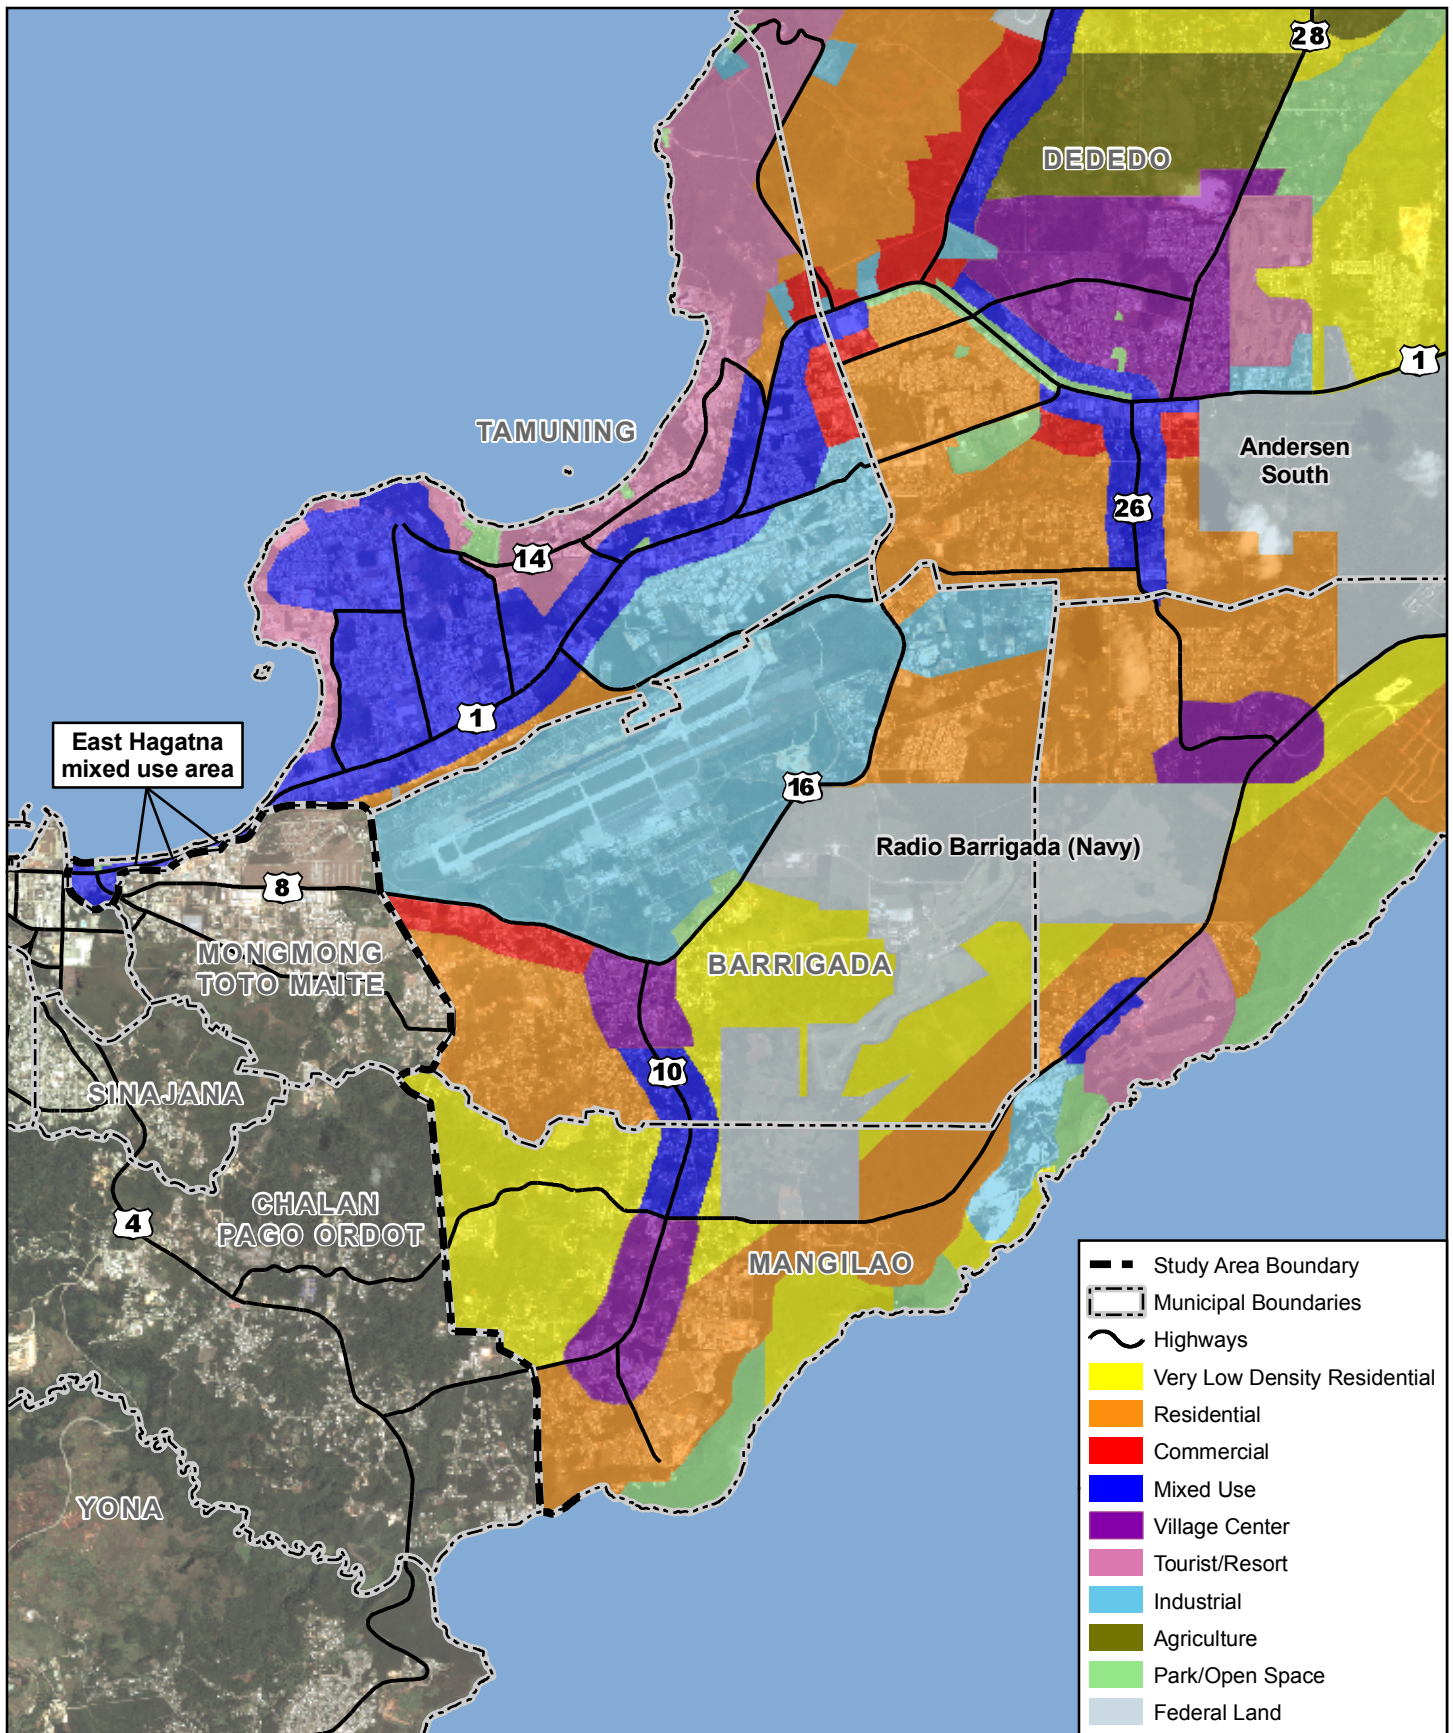 28
DEDEDO
1
TAMUNING
Andersen
South
26
14
1
East Hagatna
mixed use area
16
Radio Barrigada (Navy)
8
MONGMONG
TOTO MAITE
BARRIGADA
10
SINAJANA
CHALAN
PAGO ORDOT
4
MANGILAO
YONA
Study Area Boundary
Municipal Boundaries
Highways
Very Low Density Residential
Residential
Commercial
Mixed Use
Village Center
Tourist/Resort
Industrial
Agriculture
Park/Open Space
Federal Land